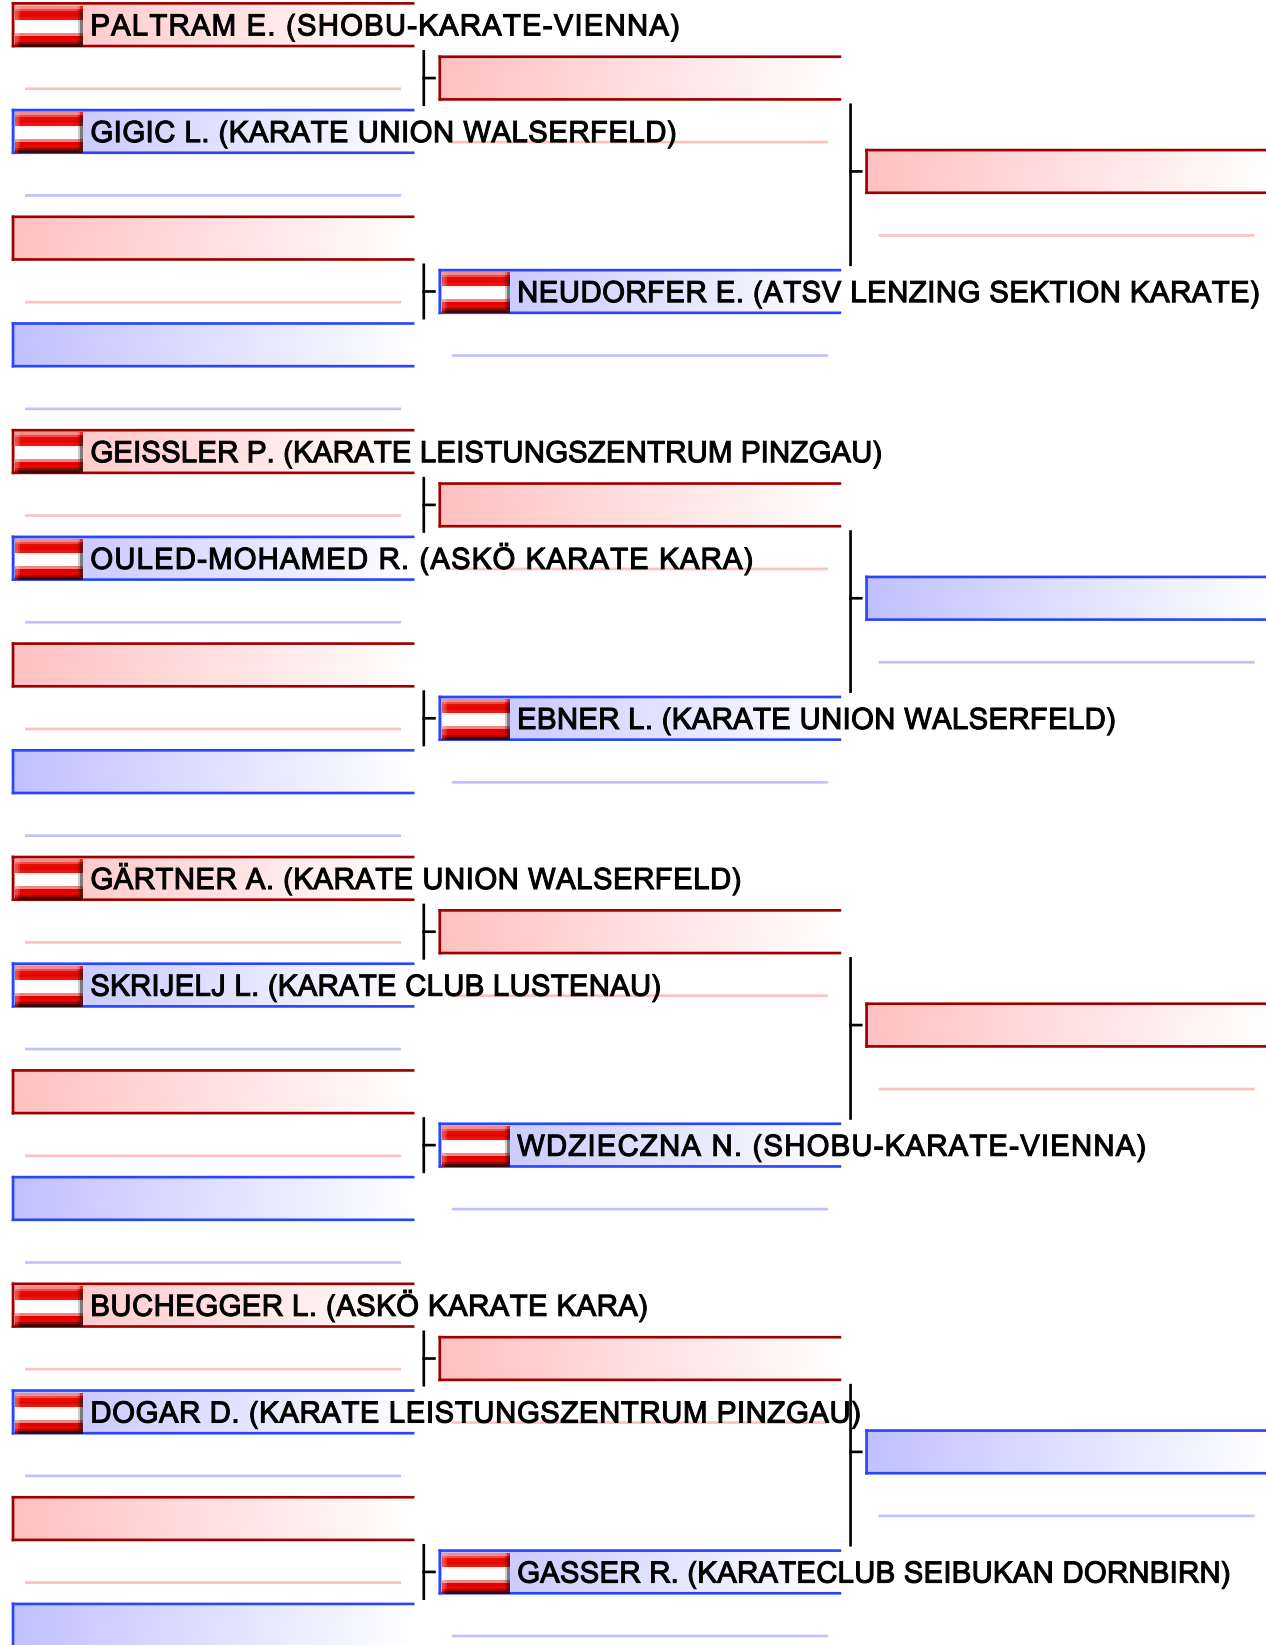 PALTRAM E. (SHOBU-KARATE-VIENNA)
GIGIC L. (KARATE UNION WALSERFELD)
NEUDORFER E. (ATSV LENZING SEKTION KARATE)
GEISSLER P. (KARATE LEISTUNGSZENTRUM PINZGAU)
OULED-MOHAMED R. (ASKÖ KARATE KARA)
EBNER L. (KARATE UNION WALSERFELD)
GÄRTNER A. (KARATE UNION WALSERFELD)
SKRIJELJ L. (KARATE CLUB LUSTENAU)
WDZIECZNA N. (SHOBU-KARATE-VIENNA)
BUCHEGGER L. (ASKÖ KARATE KARA)
DOGAR D. (KARATE LEISTUNGSZENTRUM PINZGAU)
GASSER R. (KARATECLUB SEIBUKAN DORNBIRN)